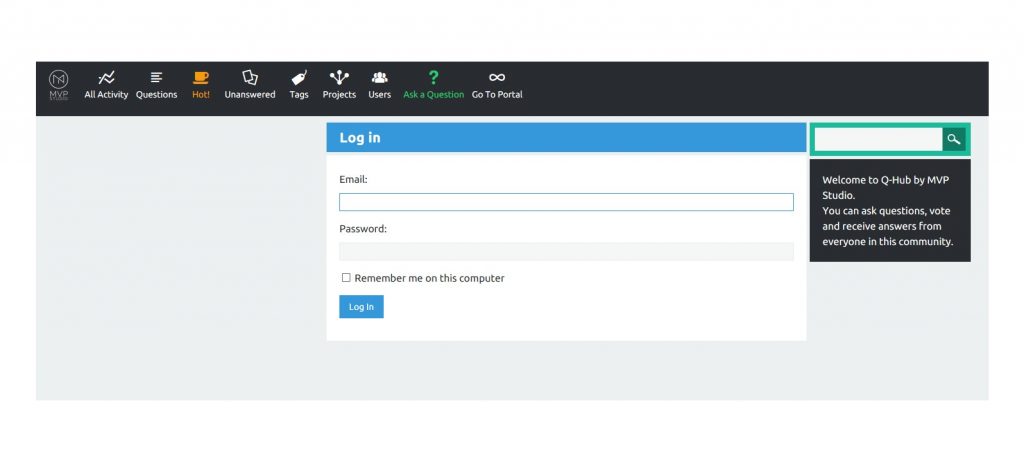 MVP
STUDIO
All Activity Questions Hot! Unanswered Tags Projects Users Ask a Question Go To Portal
Log in
Email:
Password:
Remember me on this computer
Log In
Welcome to Q-Hub by MVP
Studio.
You can ask questions, vote
and receive answers from
everyone in this community.